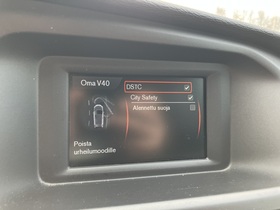 Oma V40
DSTC
City Safety
Alennettu suoja
Poista
urheilumoodille